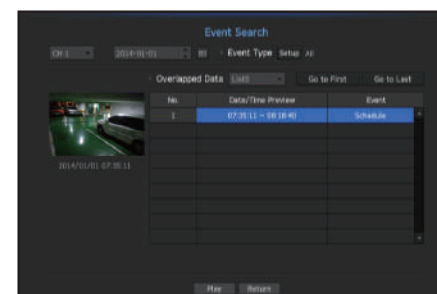 Event Search
CH 1 2014-01-01 Event Type Setup All
Overlapped Data List0 Go to First Go to Last
No. Date/Time Preview Event
1 07:35:11 ~ 08:16:40 Schedule
2014/01/01 07:35:11
Play Return